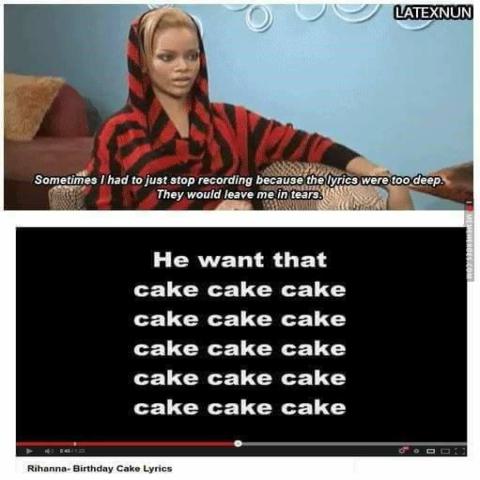 LATEXNUN
Sometimes I had to just stop recording because the lyrics were too deep.
They would leave me in tears.
He want that
cake cake cake
cake cake cake
cake cake cake
cake cake cake
cake cake cake
Rihanna- Birthday Cake Lyrics